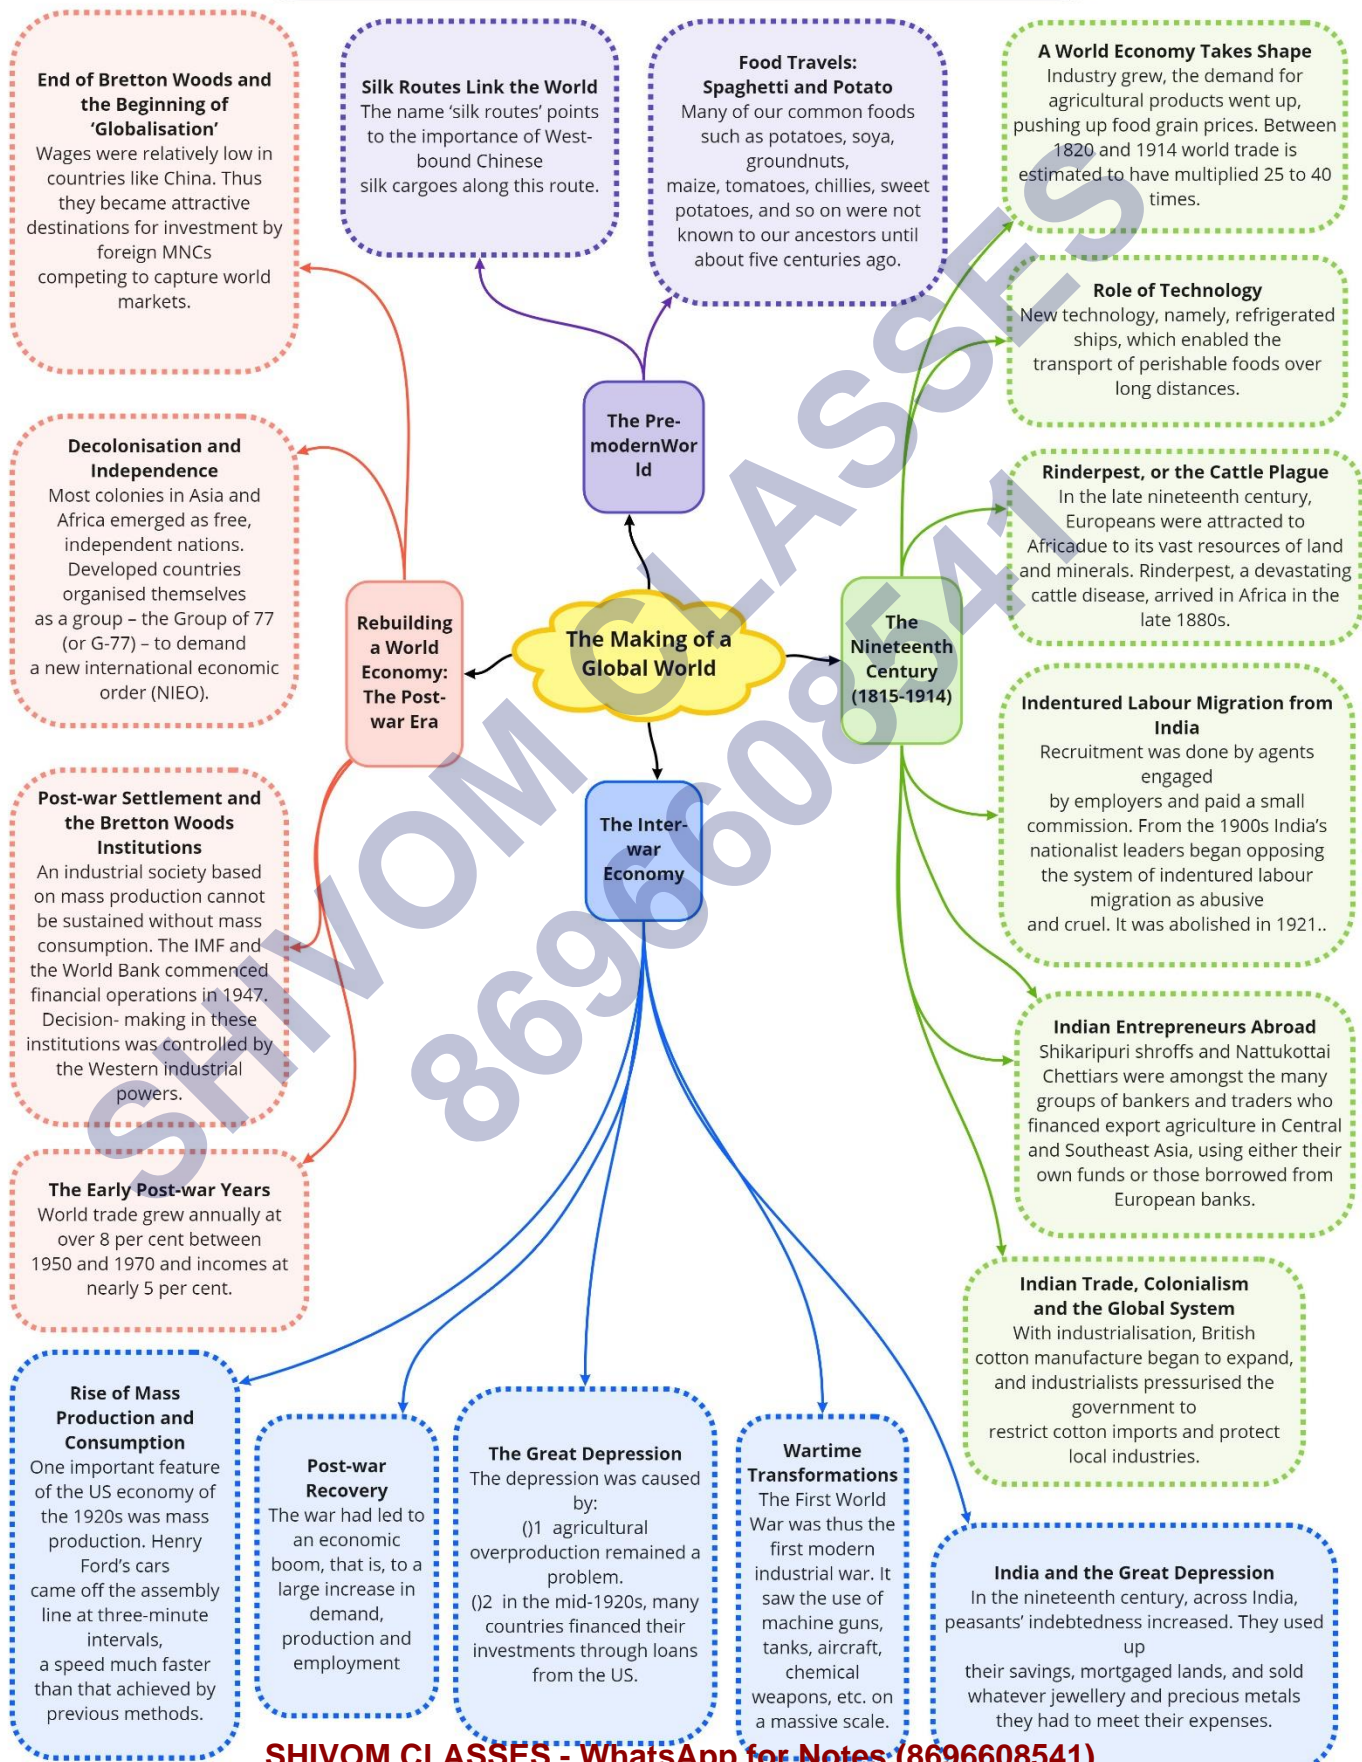 End of Bretton Woods and
the Beginning of
‘Globalisation’
Wages were relatively low in
countries like China. Thus
they became attractive
destinations for investment by
foreign MNCs
competing to capture world
markets.
Silk Routes Link the World
The name ‘silk routes’ points
to the importance of West-
bound Chinese
silk cargoes along this route.
Food Travels:
Spaghetti and Potato
Many of our common foods
such as potatoes, soya,
groundnuts,
maize, tomatoes, chillies, sweet
potatoes, and so on were not
known to our ancestors until
about five centuries ago.
A World Economy Takes Shape
Industry grew, the demand for
agricultural products went up,
pushing up food grain prices. Between
1820 and 1914 world trade is
estimated to have multiplied 25 to 40
times.
Role of Technology
New technology, namely, refrigerated
ships, which enabled the
transport of perishable foods over
long distances.
The Pre-
modernWor
ld
Decolonisation and
Independence
Most colonies in Asia and
Africa emerged as free,
independent nations.
Developed countries
organised themselves
as a group – the Group of 77
(or G-77) – to demand
a new international economic
order (NIEO).
Rinderpest, or the Cattle Plague
In the late nineteenth century,
Europeans were attracted to
Africadue to its vast resources of land
and minerals. Rinderpest, a devastating
cattle disease, arrived in Africa in the
late 1880s.
Rebuilding
a World
Economy:
The Post-
war Era
The Making of a
Global World
The
Nineteenth
Century
(1815-1914)
Indentured Labour Migration from
India
Recruitment was done by agents
engaged
by employers and paid a small
commission. From the 1900s India’s
nationalist leaders began opposing
the system of indentured labour
migration as abusive
and cruel. It was abolished in 1921..
Post-war Settlement and
the Bretton Woods
Institutions
An industrial society based
on mass production cannot
be sustained without mass
consumption. The IMF and
the World Bank commenced
financial operations in 1947.
Decision- making in these
institutions was controlled by
the Western industrial
powers.
The Inter-
war
Economy
Indian Entrepreneurs Abroad
Shikaripuri shroffs and Nattukottai
Chettiars were amongst the many
groups of bankers and traders who
financed export agriculture in Central
and Southeast Asia, using either their
own funds or those borrowed from
European banks.
The Early Post-war Years
World trade grew annually at
over 8 per cent between
1950 and 1970 and incomes at
nearly 5 per cent.
Indian Trade, Colonialism
and the Global System
With industrialisation, British
cotton manufacture began to expand,
and industrialists pressurised the
government to
restrict cotton imports and protect
local industries.
Rise of Mass
Production and
Consumption
One important feature
of the US economy of
the 1920s was mass
production. Henry
Ford’s cars
came off the assembly
line at three-minute
intervals,
a speed much faster
than that achieved by
previous methods.
Post-war
Recovery
The war had led to
an economic
boom, that is, to a
large increase in
demand,
production and
employment
The Great Depression
The depression was caused
by:
()1 agricultural
overproduction remained a
problem.
()2 in the mid-1920s, many
countries financed their
investments through loans
from the US.
Wartime
Transformations
The First World
War was thus the
first modern
industrial war. It
saw the use of
machine guns,
tanks, aircraft,
chemical
weapons, etc. on
a massive scale.
India and the Great Depression
In the nineteenth century, across India,
peasants’ indebtedness increased. They used
up
their savings, mortgaged lands, and sold
whatever jewellery and precious metals
they had to meet their expenses.
SHIVOM CLASSES
8696608541
SHIVOM CLASSES - WhatsApp for Notes (8696608541)